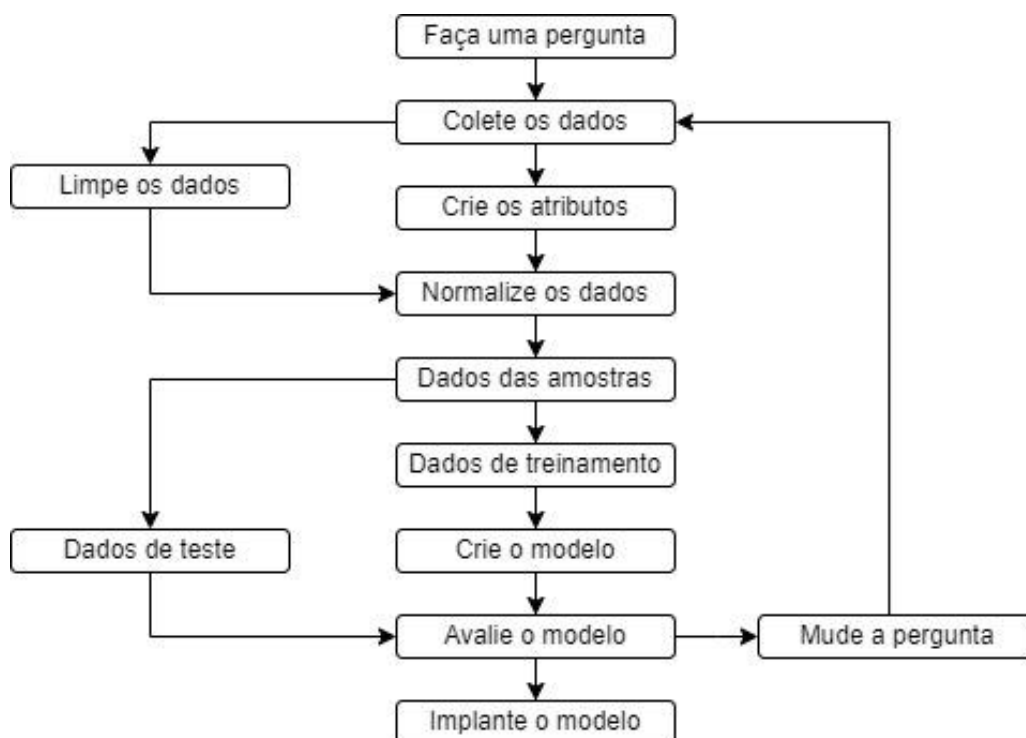 Faça uma pergunta
Colete os dados
Limpe os dados
Crie os atributos
Normalize os dados
Dados das amostras
Dados de treinamento
Dados de teste
Crie o modelo
Avalie o modelo
Mude a pergunta
Implante o modelo